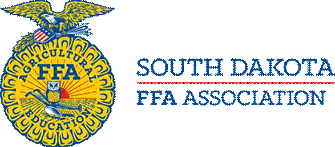 AGRICULTURAL
FFA
EDUCATION
SOUTH DAKOTA
FFA ASSOCIATION